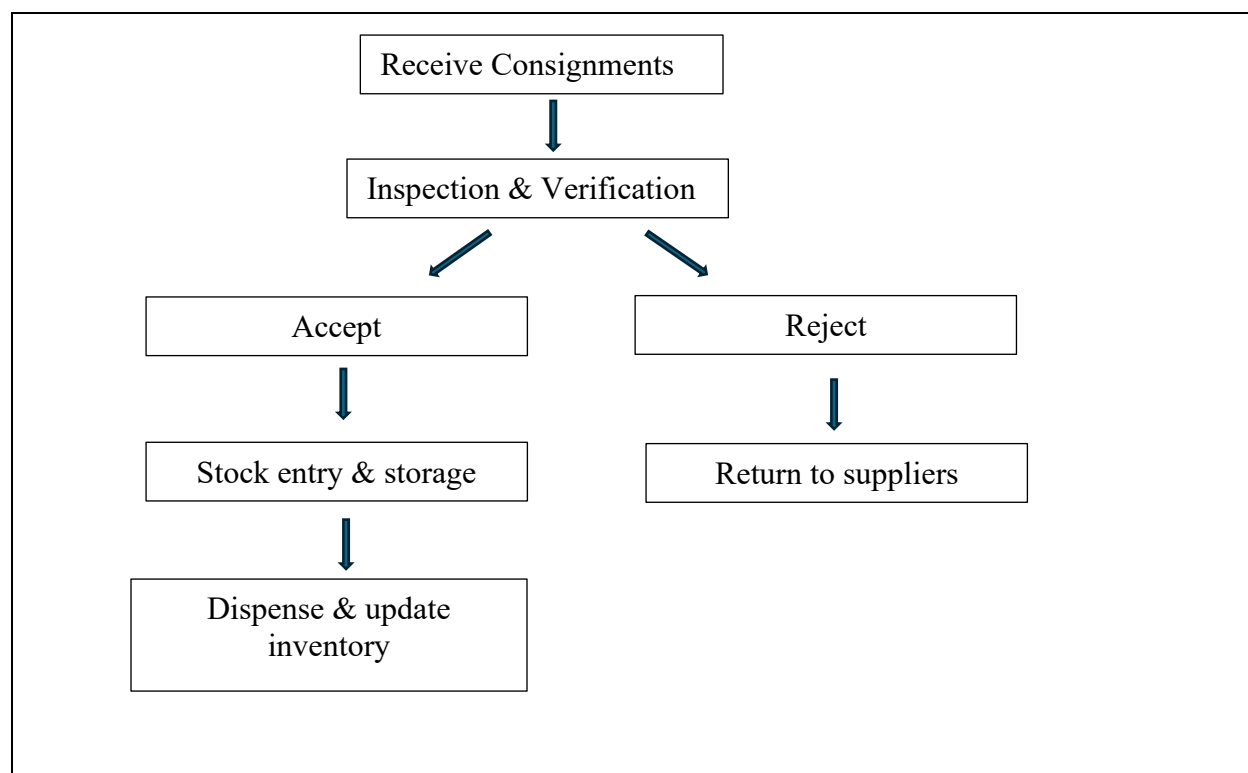 Receive Consignments
Inspection & Verification
Accept
Reject
Stock entry & storage
Return to suppliers
Dispense & update
inventory